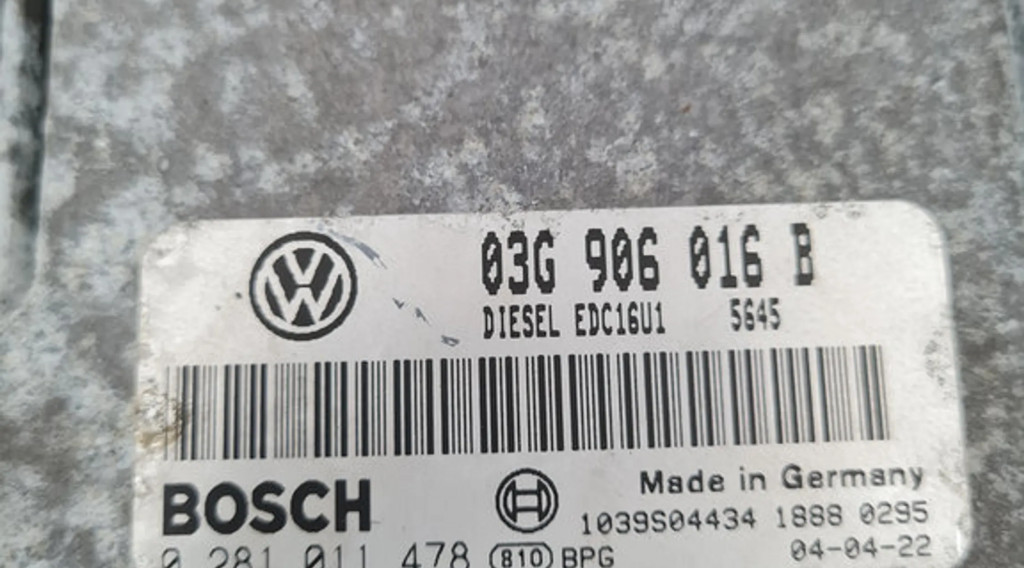 03G 906 016 B
DIESEL EDC16U1 5645
BOSCH
Made in Germany
1039S04434 1888 0295
0 281 011 478 810 BPG
04-04-22